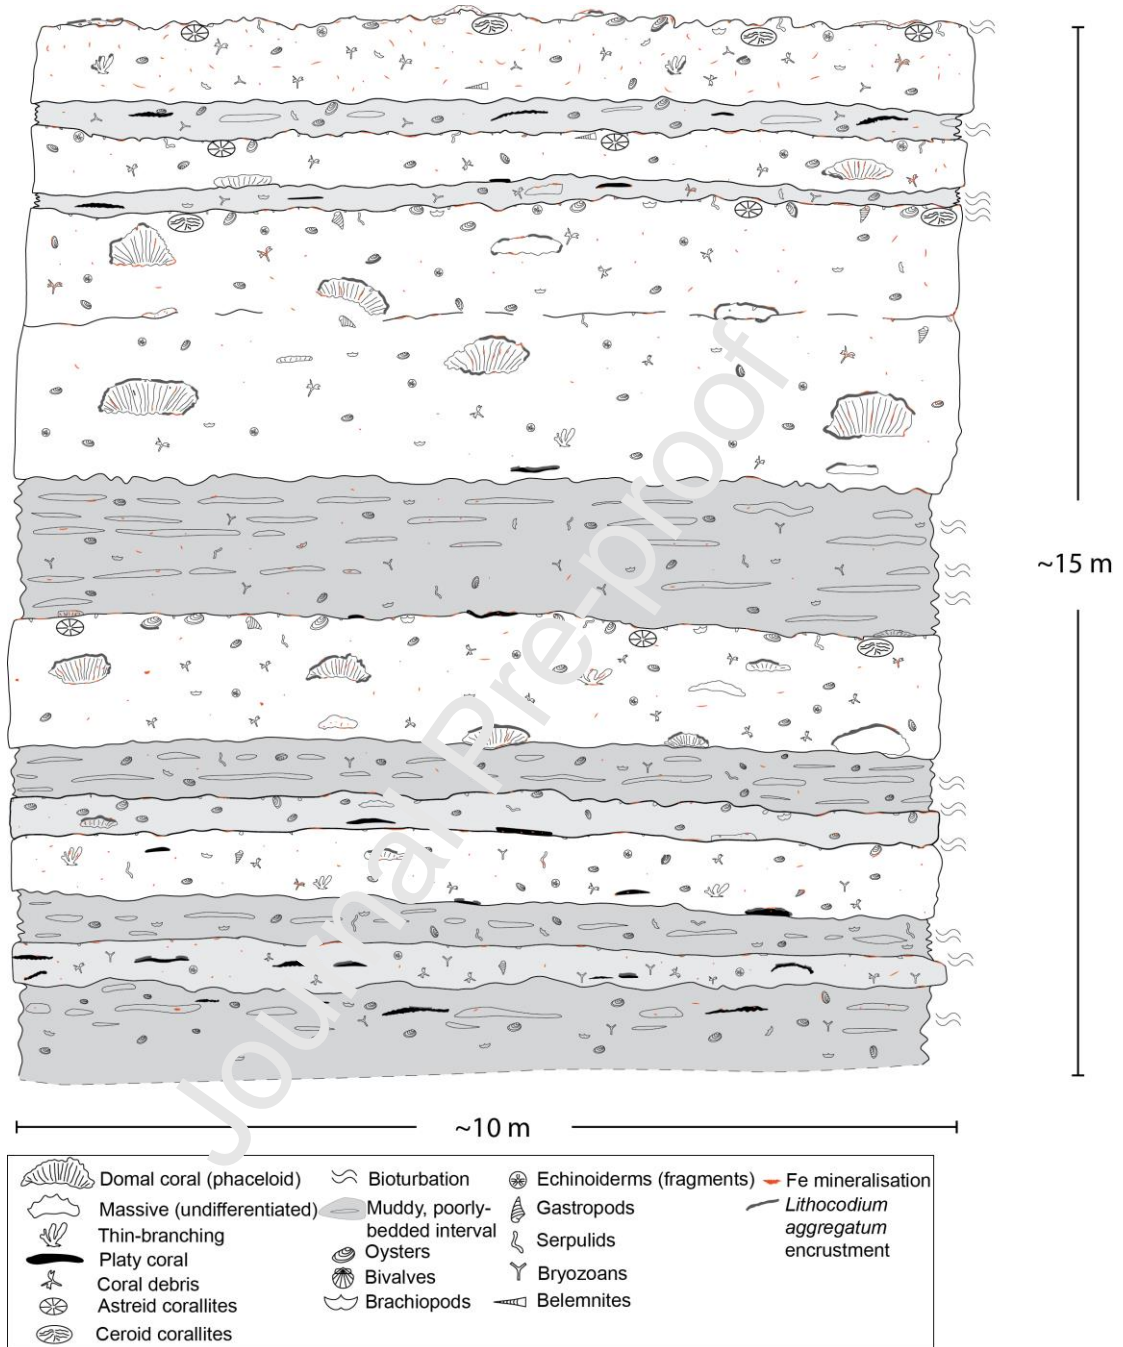 ~15 m
Journal Pre-proof
~10 m
Domal coral (phaceloid)
Massive (undifferentiated)
Thin-branching
Platy coral
Coral debris
Astreid corallites
Ceroid corallites
Bioturbation
Muddy, poorly-
bedded interval
Oysters
Bivalves
Brachiopods
Echinoiderms (fragments)
Gastropods
Serpulids
Bryozoans
Belemnites
Fe mineralisation
Lithocodium
aggregatum
encrustment